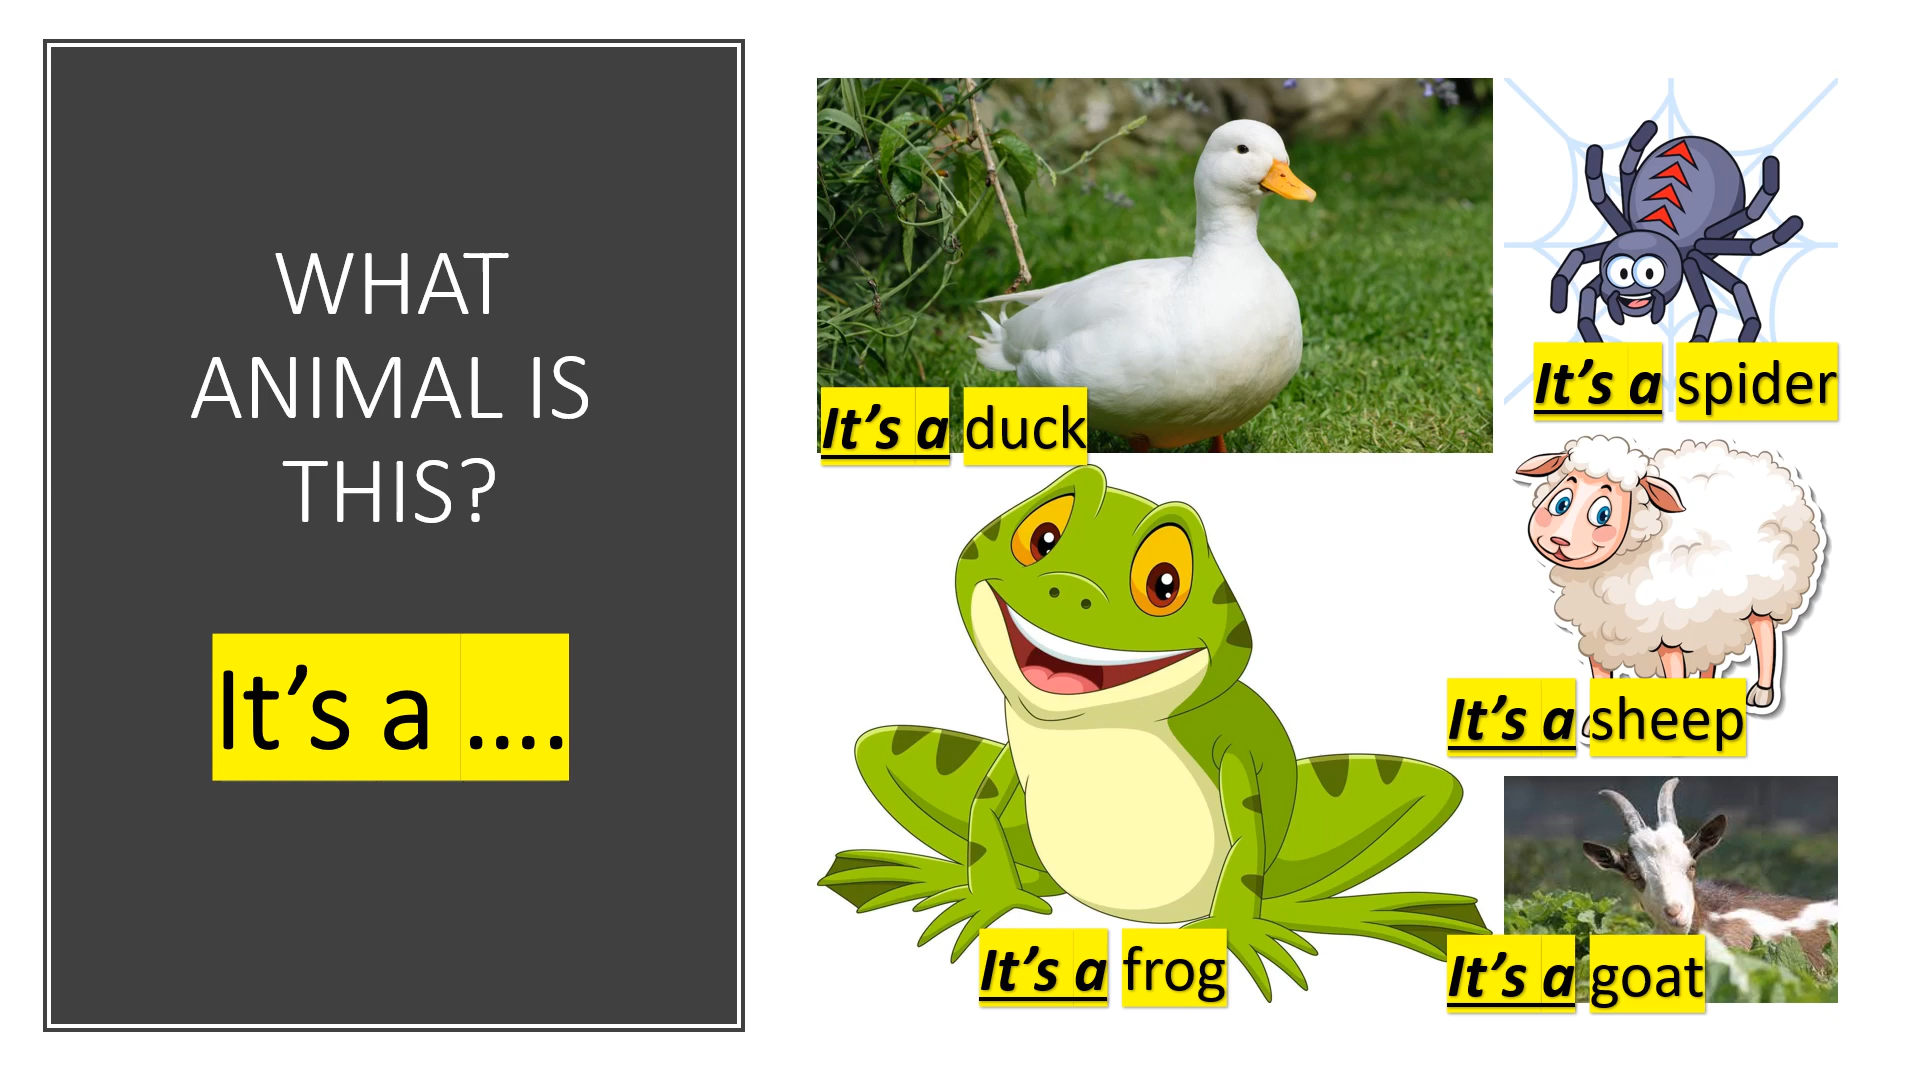 WHAT
ANIMAL IS
THIS?
It’s a ....
It’s a duck
It’s a spider
It’s a sheep
It’s a frog
It’s a goat